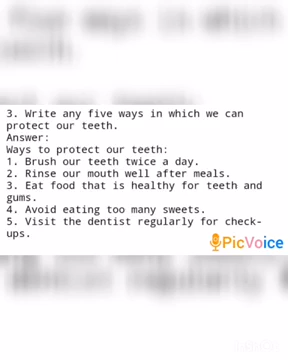 3. Write any five ways in which we can
protect our teeth.
Answer:
Ways to protect our teeth:
1. Brush our teeth twice a day.
2. Rinse our mouth well after meals.
3. Eat food that is healthy for teeth and
gums.
4. Avoid eating too many sweets.
5. Visit the dentist regularly for check-
ups.
PicVoice